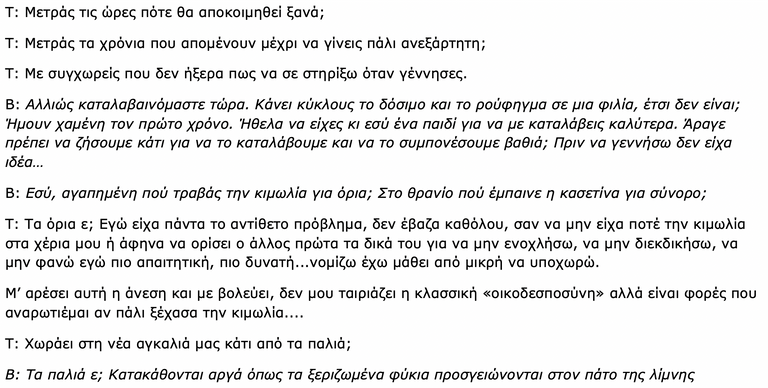 Τ: Μετράς τις ώρες πότε θα αποκοιμηθεί ξανά;
Τ: Μετράς τα χρόνια που απομένουν μέχρι να γίνεις πάλι ανεξάρτητη;
Τ: Με συγχωρείς που δεν ήξερα πως να σε στηρίξω όταν γέννησες.
Β: Αλλιώς καταλαβαινόμαστε τώρα. Κάνει κύκλους το δόσιμο και το ρούφηγμα σε μια φιλία, έτσι δεν είναι;
Ήμουν χαμένη τον πρώτο χρόνο. Ήθελα να είχες κι εσύ ένα παιδί για να με καταλάβεις καλύτερα. Άραγε
πρέπει να ζήσουμε κάτι για να το καταλάβουμε και να το συμπονέσουμε βαθιά; Πριν να γεννήσω δεν είχα
ιδέα…
Β: Εσύ, αγαπημένη πού τραβάς την κιμωλία για όρια; Στο θρανίο πού έμπαινε η κασετίνα για σύνορο;
Τ: Τα όρια ε; Εγώ είχα πάντα το αντίθετο πρόβλημα, δεν έβαζα καθόλου, σαν να μην είχα ποτέ την κιμωλία
στα χέρια μου ή άφηνα να ορίσει ο άλλος πρώτα τα δικά του για να μην ενοχλήσω, να μην διεκδικήσω, να
μην φανώ εγώ πιο απαιτητική, πιο δυνατή...νομίζω έχω μάθει από μικρή να υποχωρώ.
Μ’ αρέσει αυτή η άνεση και με βολεύει, δεν μου ταιριάζει η κλασσική «οικοδεσποσύνη» αλλά είναι φορές που
αναρωτιέμαι αν πάλι ξέχασα την κιμωλία....
Τ: Χωράει στη νέα αγκαλιά μας κάτι από τα παλιά;
Β: Τα παλιά ε; Κατακάθονται αργά όπως τα ξεριζωμένα φύκια προσγειώνονται στον πάτο της λίμνης